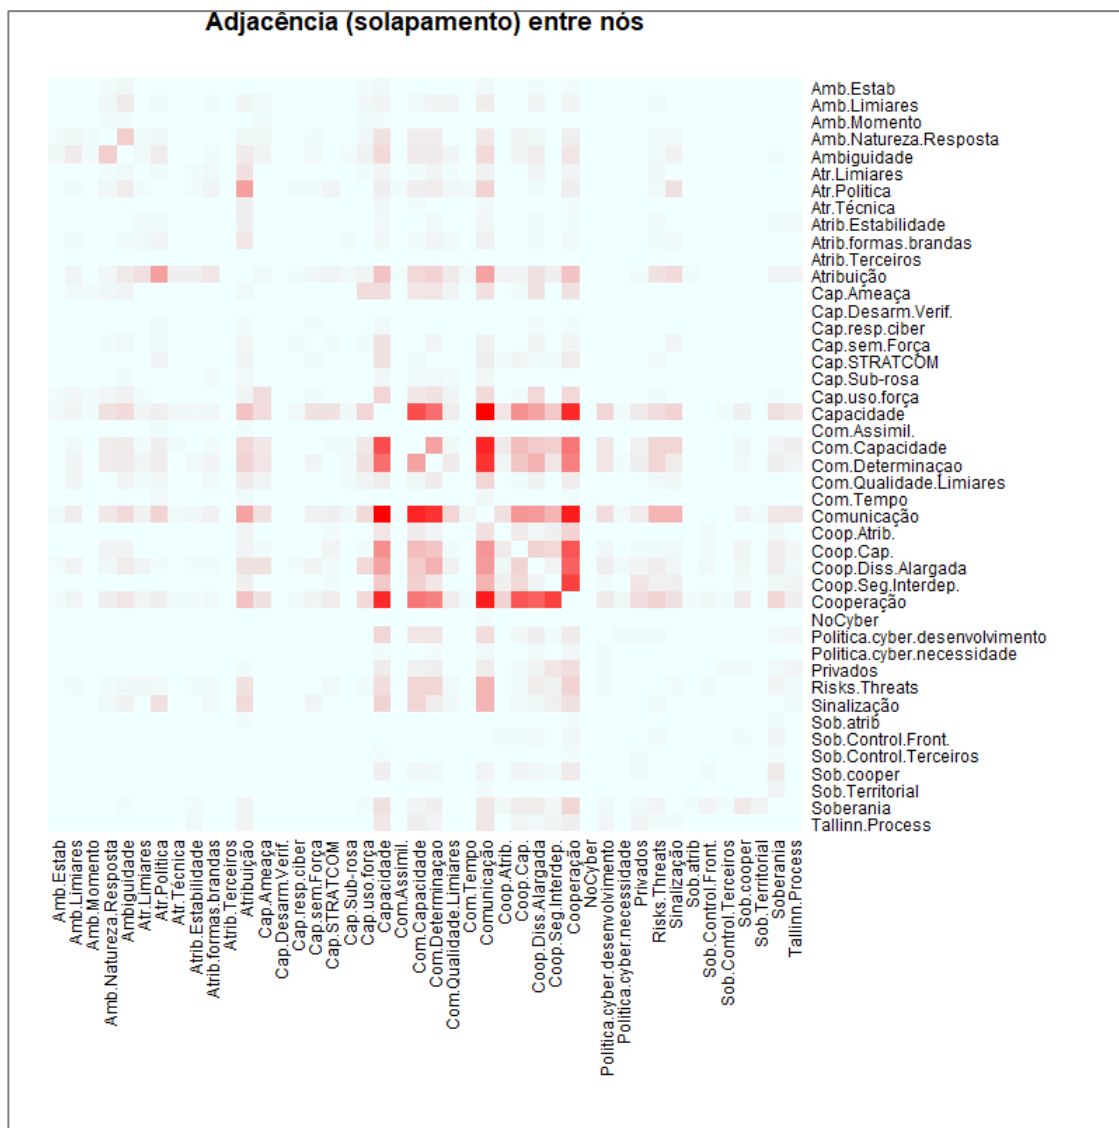 Adjacência (solapamento) entre nós
Amb.Estab
Amb.Limiares
Amb.Momento
Amb.Natureza.Resposta
Ambiguidade
Atr.Limiares
Atr.Politica
Atr.Técnica
Atrib.Estabilidade
Atrib.formas.brandas
Atrib.Terceiros
Atribuição
Cap.Ameaça
Cap.Desarm.Verif.
Cap.resp.ciber
Cap.sem.Força
Cap.STRATCOM
Cap.Sub-rosa
Cap.uso.força
Capacidade
Com.Assimil.
Com.Capacidade
Com.Determinaçao
Com.Qualidade.Limiares
Com.Tempo
Comunicação
Coop.Atrib.
Coop.Cap.
Coop.Diss.Alargada
Coop.Seg.Interdep.
Cooperação
NoCyber
Politica.cyber.desenvolvimento
Politica.cyber.necessidade
Privados
Risks.Threats
Sinalização
Sob.atrib
Sob.Control.Front.
Sob.Control.Terceiros
Sob.cooper
Sob.Territorial
Soberania
Tallinn.Process
Amb.Estab
Amb.Limiares
Amb.Momento
Amb.Natureza.Resposta
Ambiguidade
Atr.Limiares
Atr.Politica
Atr.Técnica
Atrib.Estabilidade
Atrib.formas.brandas
Atrib.Terceiros
Atribuição
Cap.Ameaça
Cap.Desarm.Verif.
Cap.resp.ciber
Cap.sem.Força
Cap.STRATCOM
Cap.Sub-rosa
Cap.uso.força
Capacidade
Com.Assimil.
Com.Capacidade
Com.Determinaçao
Com.Qualidade.Limiares
Com.Tempo
Comunicação
Coop.Atrib.
Coop.Cap.
Coop.Diss.Alargada
Coop.Seg.Interdep.
Cooperação
NoCyber
Politica.cyber.desenvolvimento
Politica.cyber.necessidade
Privados
Risks.Threats
Sinalização
Sob.atrib
Sob.Control.Front.
Sob.Control.Terceiros
Sob.cooper
Sob.Territorial
Soberania
Tallinn.Process